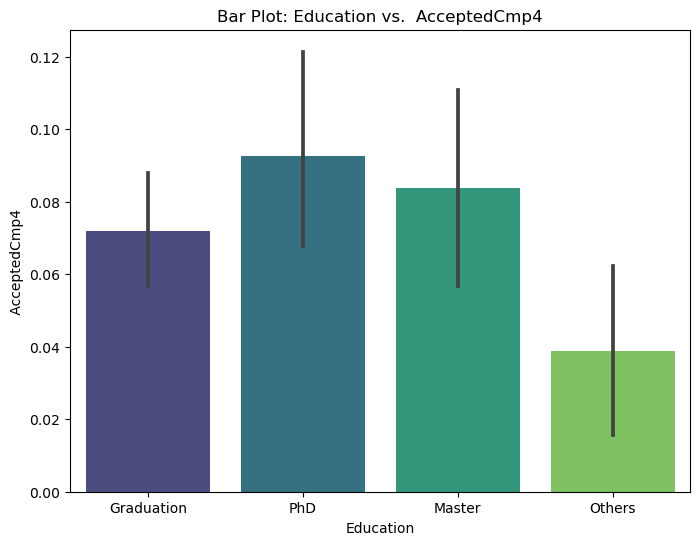 Bar Plot: Education vs.  AcceptedCmp4
0.12
0.10
0.08
0.06
0.04
0.02
0.00
AcceptedCmp4
Graduation PhD Master Others
Education